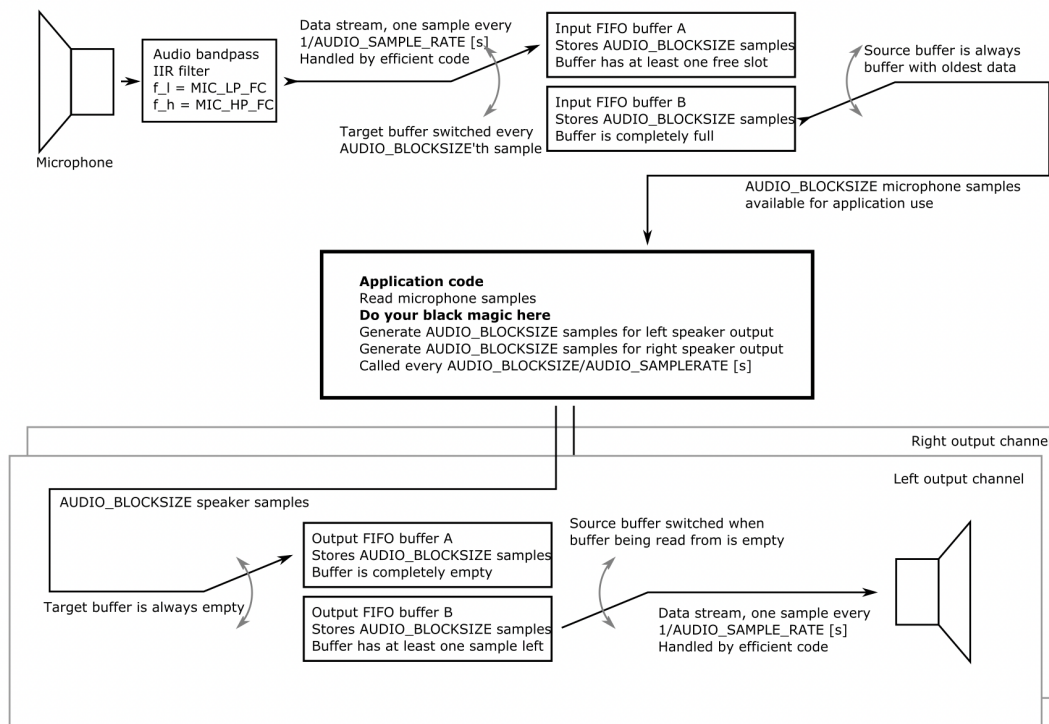 Microphone
Audio bandpass
IIR filter
f_l = MIC_LP_FC
f_h = MIC_HP_FC
Data stream, one sample every
1/AUDIO_SAMPLE_RATE [s]
Handled by efficient code
Target buffer switched every
AUDIO_BLOCKSIZE'th sample
Input FIFO buffer A
Stores AUDIO_BLOCKSIZE samples
Buffer has at least one free slot
Input FIFO buffer B
Stores AUDIO_BLOCKSIZE samples
Buffer is completely full
Source buffer is always
buffer with oldest data
AUDIO_BLOCKSIZE microphone samples
available for application use
Application code
Read microphone samples
Do your black magic here
Generate AUDIO_BLOCKSIZE samples for left speaker output
Generate AUDIO_BLOCKSIZE samples for right speaker output
Called every AUDIO_BLOCKSIZE/AUDIO_SAMPLERATE [s]
Right output channe
Left output channel
AUDIO_BLOCKSIZE speaker samples
Target buffer is always empty
Output FIFO buffer A
Stores AUDIO_BLOCKSIZE samples
Buffer is completely empty
Output FIFO buffer B
Stores AUDIO_BLOCKSIZE samples
Buffer has at least one sample left
Source buffer switched when
buffer being read from is empty
Data stream, one sample every
1/AUDIO_SAMPLE_RATE [s]
Handled by efficient code